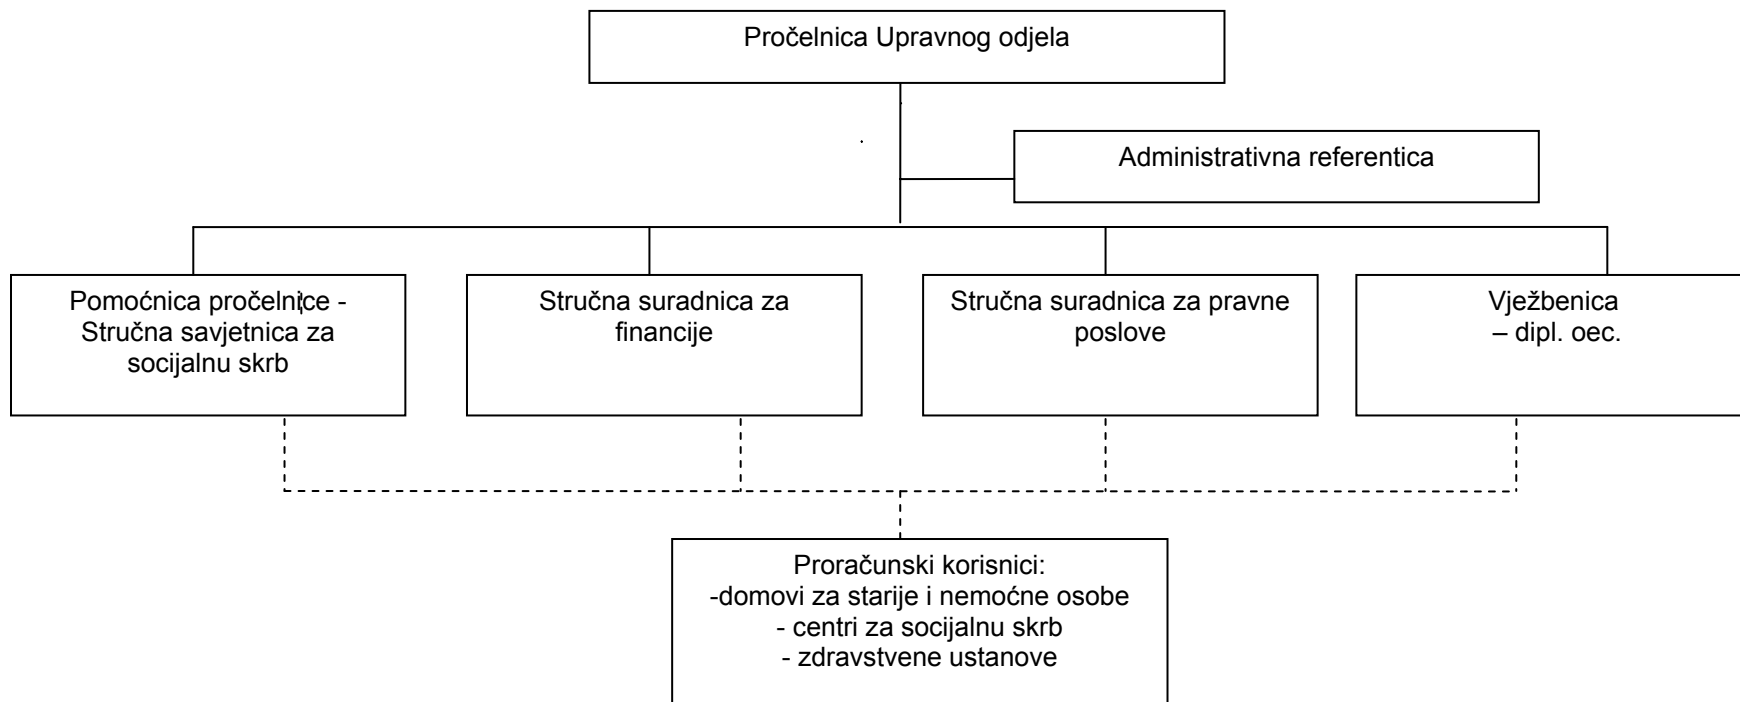 Pročelnica Upravnog odjela
Administrativna referentica
Pomoćnica pročelnice -
Stručna savjetnica za
socijalnu skrb
Stručna suradnica za
financije
Stručna suradnica za pravne
poslove
Vježbenica
– dipl. oec.
Proračunski korisnici:
-domovi za starije i nemoćne osobe
- centri za socijalnu skrb
- zdravstvene ustanove